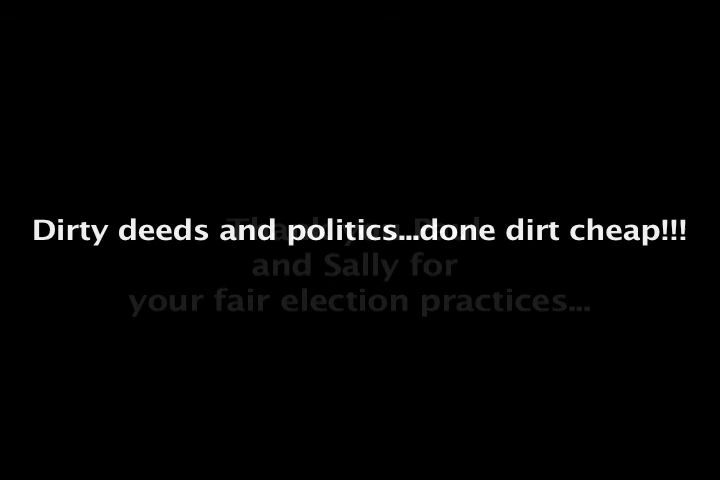 Dirty deeds and politics...done dirt cheap!!!
and Sally for
your fair election practices...